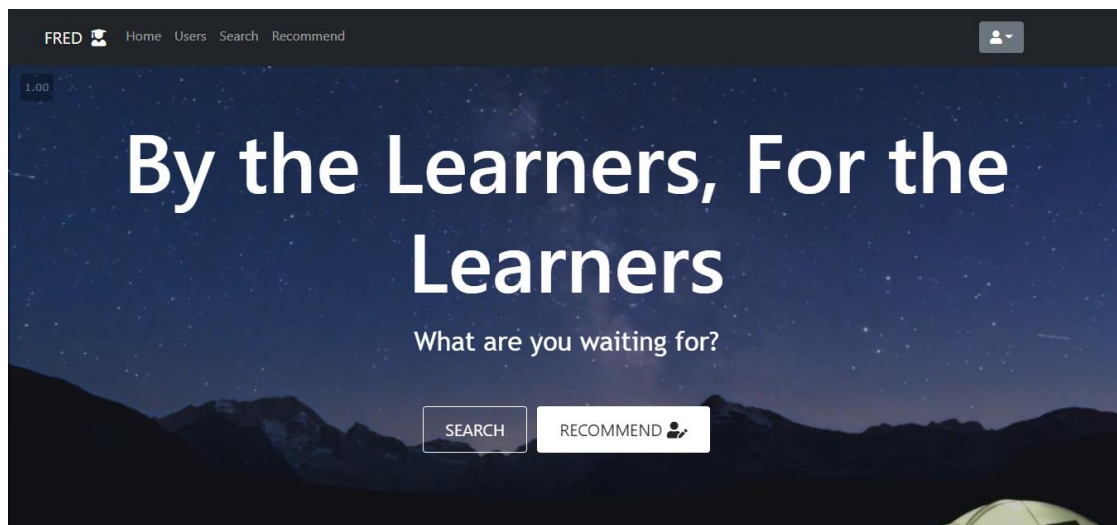 FRED Home Users Search Recommend
1.00
By the Learners, For the
Learners
What are you waiting for?
SEARCH RECOMMEND